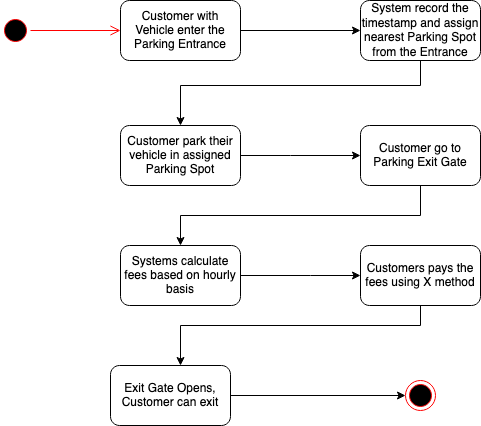 Customer with
Vehicle enter the
Parking Entrance
System record the
timestamp and assign
nearest Parking Spot
from the Entrance
Customer park their
vehicle in assigned
Parking Spot
Customer go to
Parking Exit Gate
Systems calculate
fees based on hourly
basis
Customers pays the
fees using X method
Exit Gate Opens,
Customer can exit